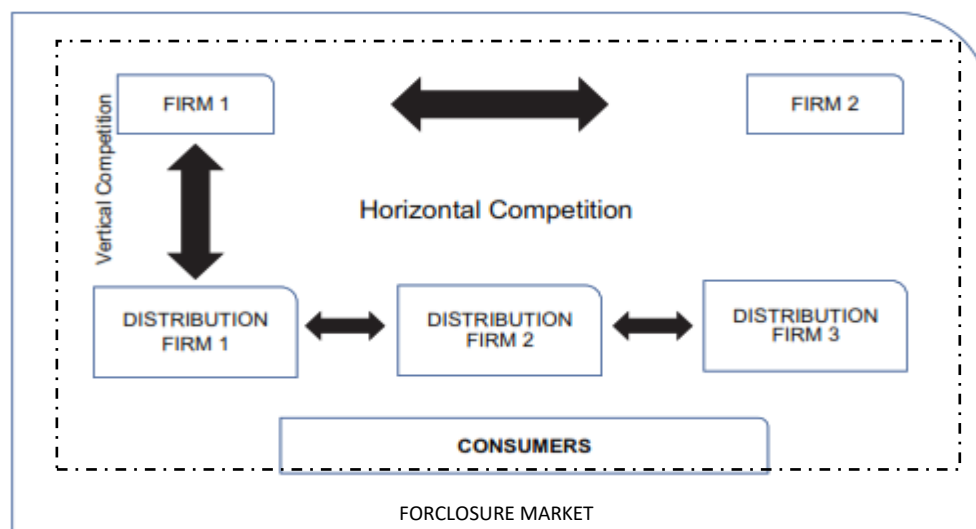 FIRM 1
FIRM 2
Vertical Competition
Horizontal Competition
DISTRIBUTION
FIRM 1
DISTRIBUTION
FIRM 2
DISTRIBUTION
FIRM 3
CONSUMERS
FORCLOSURE MARKET